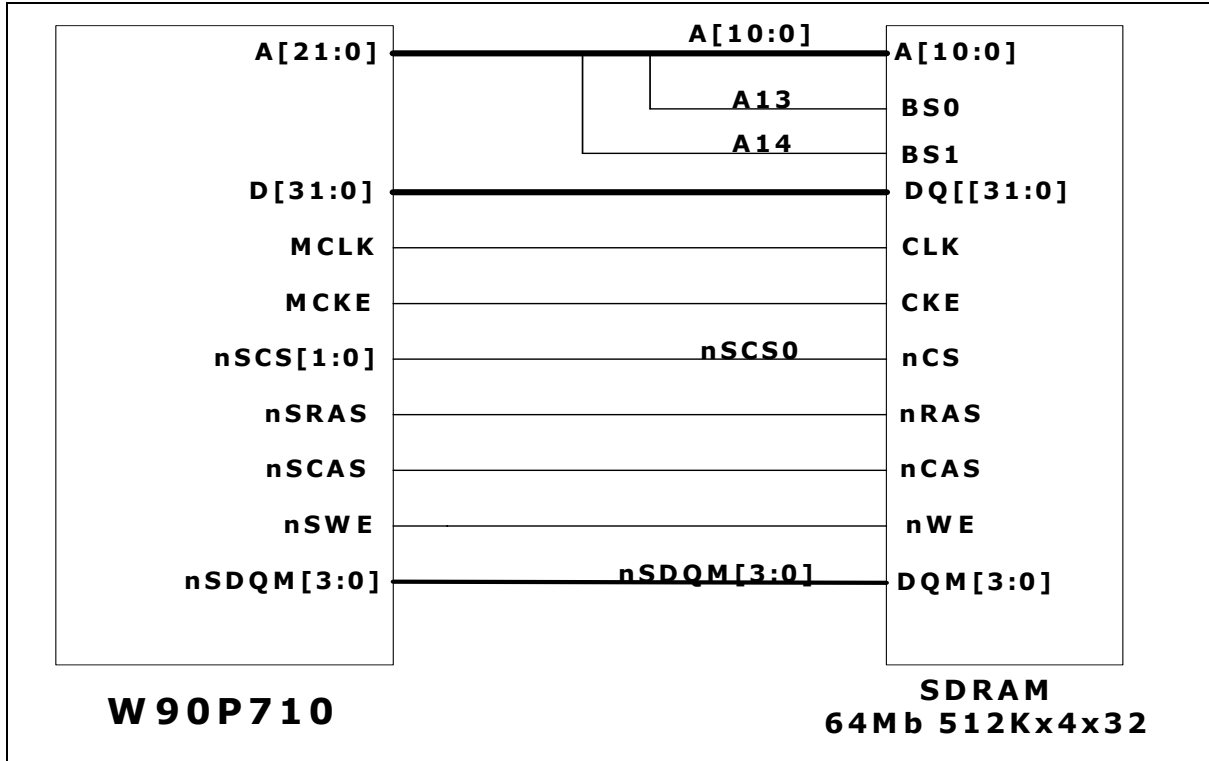 A[21:0] A[10:0] A[10:0]
A13 BS0
A14 BS1
D[31:0] DQ[[31:0]
MCLK CLK
MCKE CKE
nSCS[1:0] nSCS0 nCS
nSRAS nRAS
nSCAS nCAS
nSWE nWE
nSDQM[3:0] nSDQM[3:0] DQM[3:0]
W90P710
SDRAM
64Mb 512Kx4x32